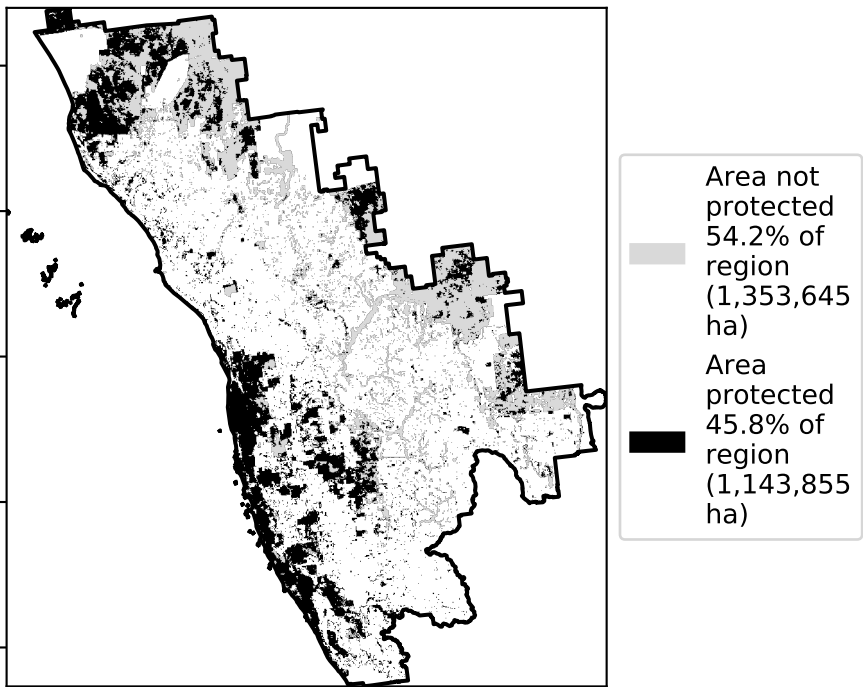 Area not
protected
54.2% of
region
(1,353,645
ha)
Area
protected
45.8% of
region
(1,143,855
ha)